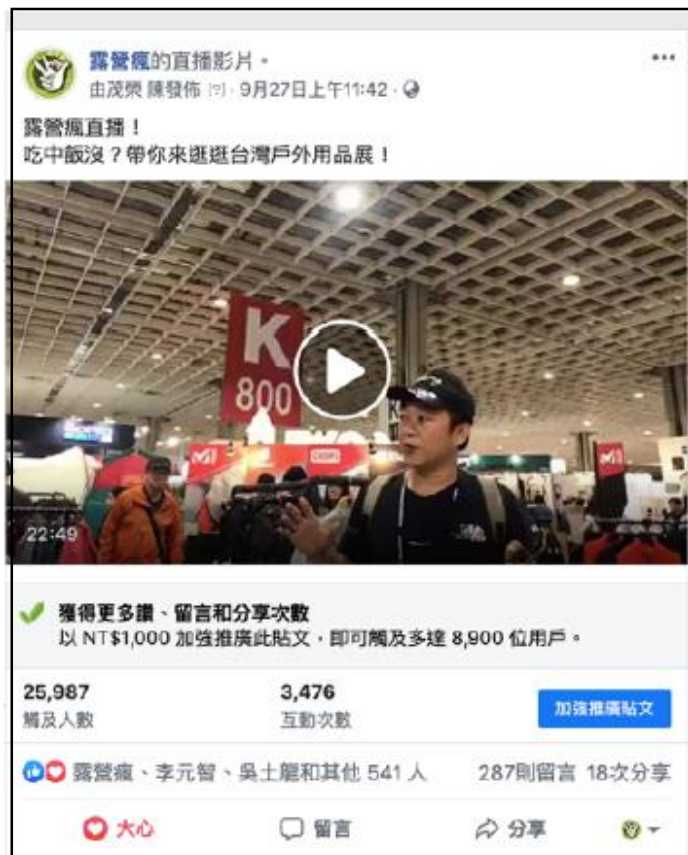 露營瘋的直播影片。
由茂榮 陳發佈 [?] · 9月27日上午11:42 ·
露營瘋直播！
吃中飯沒？帶你來逛逛台灣戶外用品展！
K
800
22:49
獲得更多讚、留言和分享次數
以 NT$1,000 加強推廣此貼文，即可觸及多達 8,900 位用戶。
25,987
觸及人數
3,476
互動次數
加強推廣貼文
露營瘋、李元智、吳土龍和其他 541 人
287則留言 18次分享
大心
留言
分享